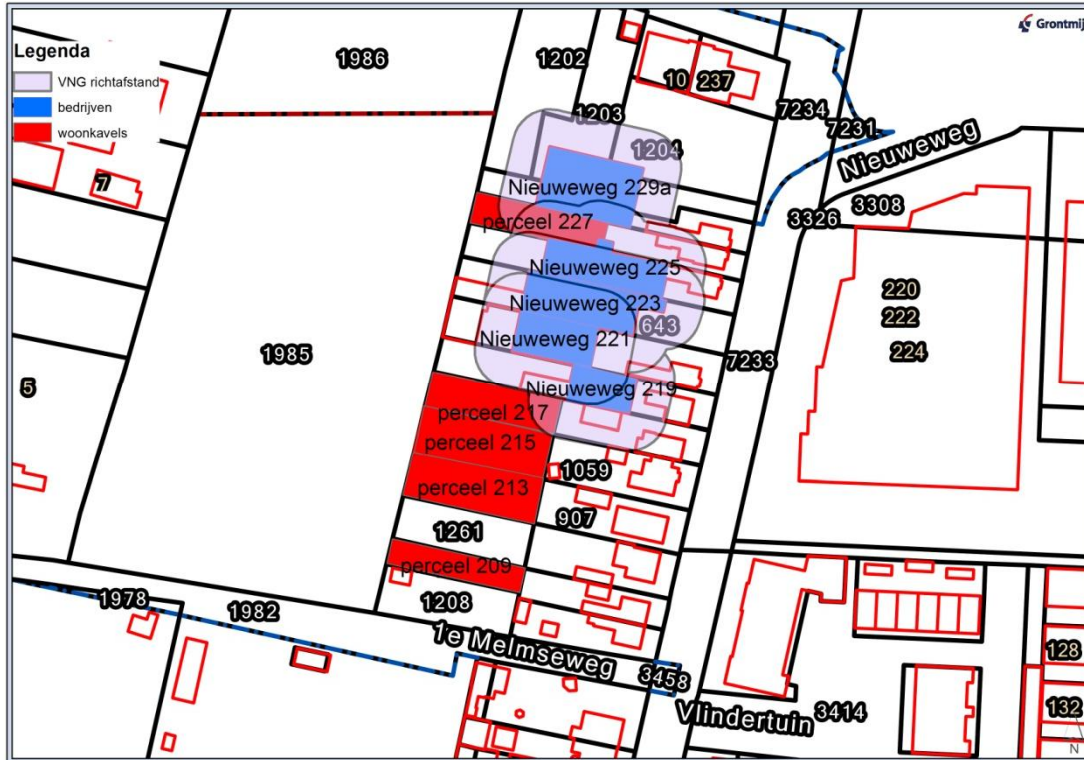 Grontmij
Legenda
VNG richtafstand
bedrijven
woonkavels
1986
1202
10
237
1203
7234
7231
Nieuweweg
1204
7
Nieuweweg 229a
3308
3326
perceel 227
Nieuweweg 225
220
Nieuweweg 223
222
643
Nieuweweg 221
224
1985
7233
5
Nieuweweg 219
perceel 217
perceel 215
1059
perceel 213
907
1261
perceel 209
1978
1982
1208
1e Melmseweg
3458
128
Vlindertuin
3414
132
N